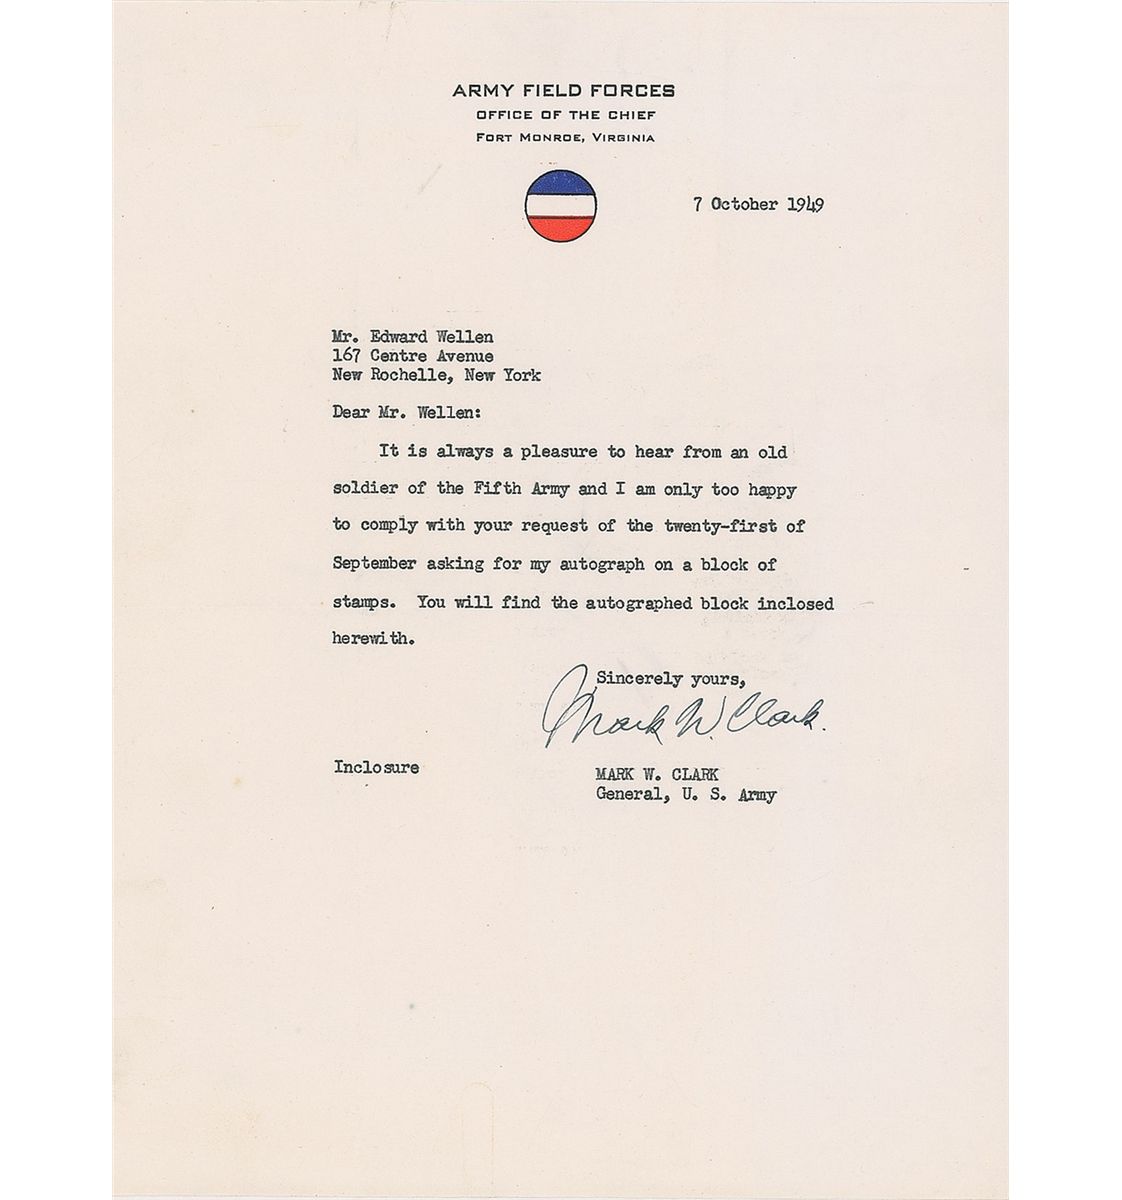 ARMY FIELD FORCES
OFFICE OF THE CHIEF
FORT MONROE, VIRGINIA
7 October 1949
Mr. Edward Wellen
167 Centre Avenue
New Rochelle, New York
Dear Mr. Wellen:
It is always a pleasure to hear from an old
soldier of the Fifth Army and I am only too happy
to comply with your request of the twenty-first of
September asking for my autograph on a block of
stamps. You will find the autographed block inclosed
herewith.
Sincerely yours,
Mark W. Clark.
Inclosure
MARK W. CLARK
General, U. S. Army